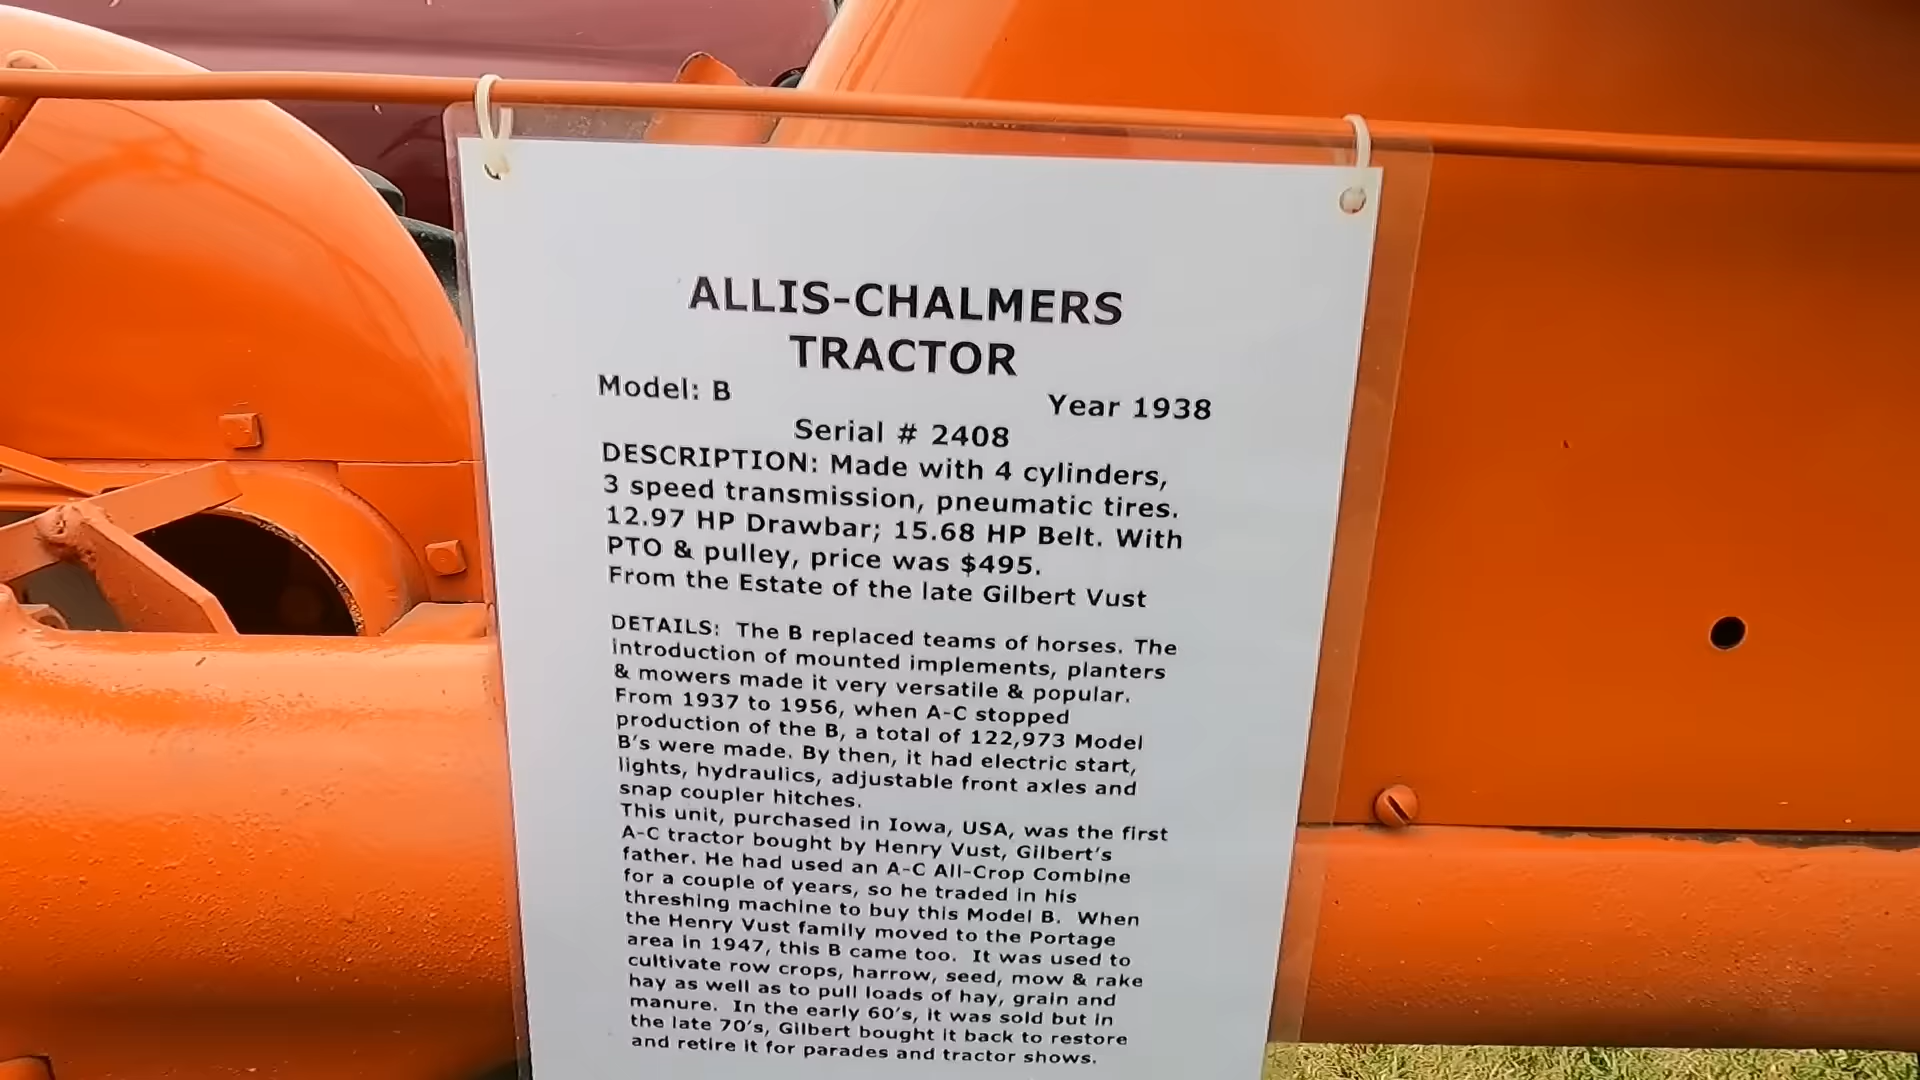 ALLIS-CHALMERS
TRACTOR
Model: B Year 1938
Serial # 2408
DESCRIPTION: Made with 4 cylinders,
3 speed transmission, pneumatic tires.
12.97 HP Drawbar; 15.68 HP Belt. With
PTO & pulley, price was $495.
From the Estate of the late Gilbert Vust
DETAILS: The B replaced teams of horses. The
introduction of mounted implements, planters
& mowers made it very versatile & popular.
From 1937 to 1956, when A-C stopped
production of the B, a total of 122,973 Model
B's were made. By then, it had electric start,
lights, hydraulics, adjustable front axles and
snap coupler hitches.
This unit, purchased in Iowa, USA, was the first
A-C tractor bought by Henry Vust, Gilbert's
father. He had used an A-C All-Crop Combine
for a couple of years, so he traded in his
threshing machine to buy this Model B. When
the Henry Vust family moved to the Portage
area in 1947, this B came too. It was used to
cultivate row crops, harrow, seed, mow & rake
hay as well as to pull loads of hay, grain and
manure. In the early 60's, it was sold but in
the late 70's, Gilbert bought it back to restore
and retire it for parades and tractor shows.